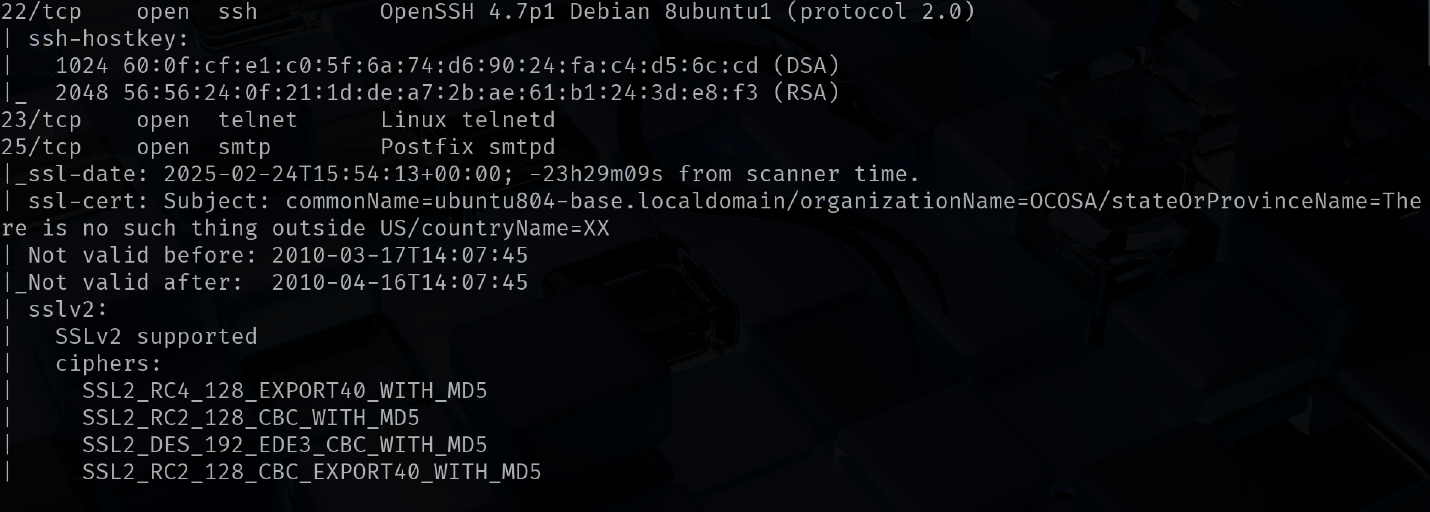 22/tcp    open  ssh         OpenSSH 4.7p1 Debian 8ubuntu1 (protocol 2.0)
| ssh-hostkey:
|   1024 60:0f:cf:e1:c0:5f:6a:74:d6:90:24:fa:c4:d5:6c:cd (DSA)
|_  2048 56:56:24:0f:21:1d:de:a7:2b:ae:61:b1:24:3d:e8:f3 (RSA)
23/tcp    open  telnet      Linux telnetd
25/tcp    open  smtp        Postfix smtpd
|_ssl-date: 2025-02-24T15:54:13+00:00; -23h29m09s from scanner time.
| ssl-cert: Subject: commonName=ubuntu804-base.localdomain/organizationName=OCOSA/stateOrProvinceName=The
re is no such thing outside US/countryName=XX
| Not valid before: 2010-03-17T14:07:45
|_Not valid after:  2010-04-16T14:07:45
| sslv2:
|   SSLv2 supported
|   ciphers:
|     SSL2_RC4_128_EXPORT40_WITH_MD5
|     SSL2_RC2_128_CBC_WITH_MD5
|     SSL2_DES_192_EDE3_CBC_WITH_MD5
|     SSL2_RC2_128_CBC_EXPORT40_WITH_MD5